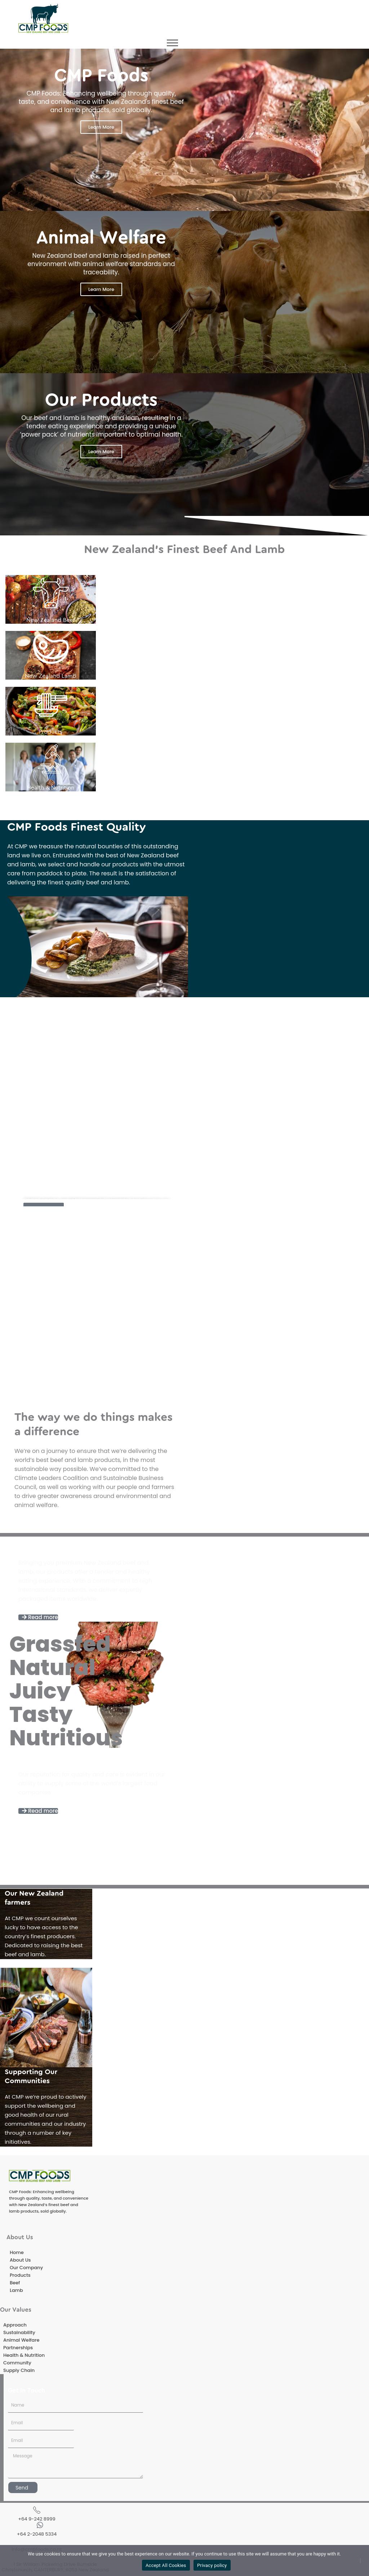 CMP FOODS
CMP Foods
CMP Foods: Enhancing wellbeing through quality,
taste, and convenience with New Zealand's finest beef
and lamb products, sold globally
Learn More
Animal Welfare
New Zealand beef and lamb raised in perfect
environment with animal welfare standards and
traceability.
Learn More
Our Products
Our beef and lamb is healthy and lean, resulting in a
tender experience and providing a unique
'power pack' of nutrients important to optimal health.
Learn More
New Zealand's Finest Beef And Lamb
New Zealand Beef
New Zealand Lamb
CMP Foods Finest Quality
At CMP we treasure the natural bounties of this outstanding
land we live on. Entrusted with the best of New Zealand beef
and lamb, we select and handle our products with the utmost
care from paddock to plate. The result is the satisfaction of
delivering the finest quality beef and lamb.
The way we do things makes
a difference
We're on a journey to ensure that we're delivering the
world's best beef and lamb products, in the most
sustainable way possible. We've committed to the
Climate Leaders Coalition and Sustainable Business
Council, as well as working with our people and farmers
to drive greater awareness around environmental and
animal welfare.
Read more
Grassfed
Natural
Juicy
Tasty
Nutritious
Read more
Our New Zealand
farmers
At CMP we count ourselves
lucky to have access to the
country's finest producers.
Dedicated to raising the best
beef and lamb.
Supporting Our
Communities
At CMP we're proud to actively
support the wellbeing and
good health of our rural
communities and our industry
through a number of key
initiatives.
CMP FOODS
CMP Foods: Enhancing wellbeing
through quality, taste, and convenience
with New Zealand's finest beef and
lamb products, sold globally.
About Us
Home
About Us
Our Company
Products
Beef
Lamb
Our Values
Approach
Sustainability
Animal Welfare
Partnerships
Health & Nutrition
Community
Supply Chain
Name
Email
Email
Message
Send
+64 9-242 8999
+64 2-2048 5334
We use cookies to ensure that we give you the best experience on our website. If you continue to use this site we will assume that you are happy with it.
Accept All Cookies
Privacy policy